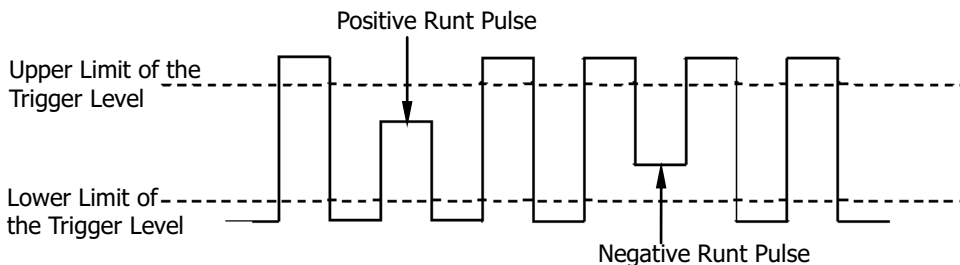 Positive Runt Pulse
Upper Limit of the
Trigger Level
Lower Limit of
the Trigger Level
Negative Runt Pulse